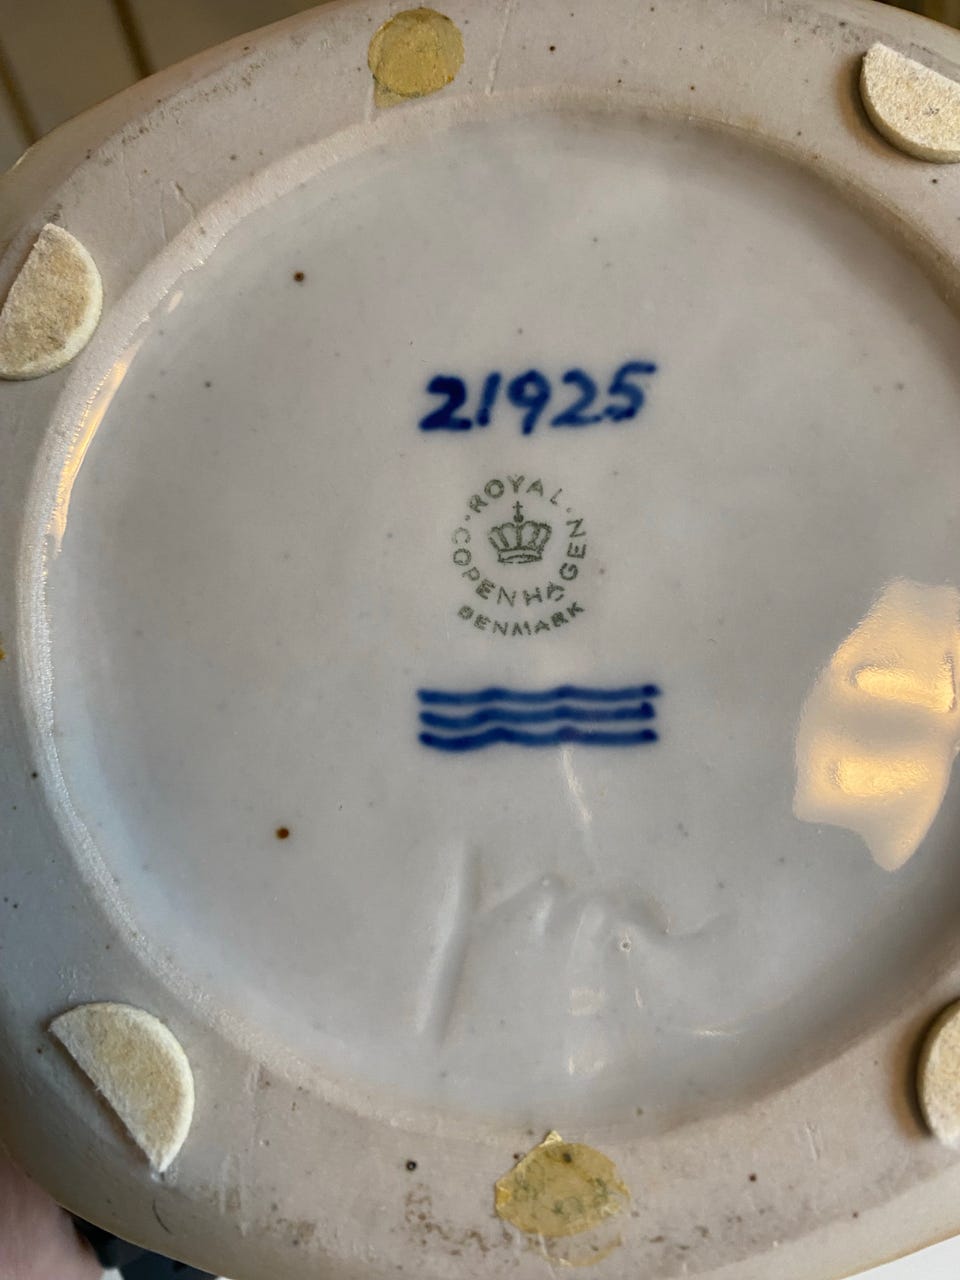 21925
ROYAL
COPENHAGEN
DENMARK